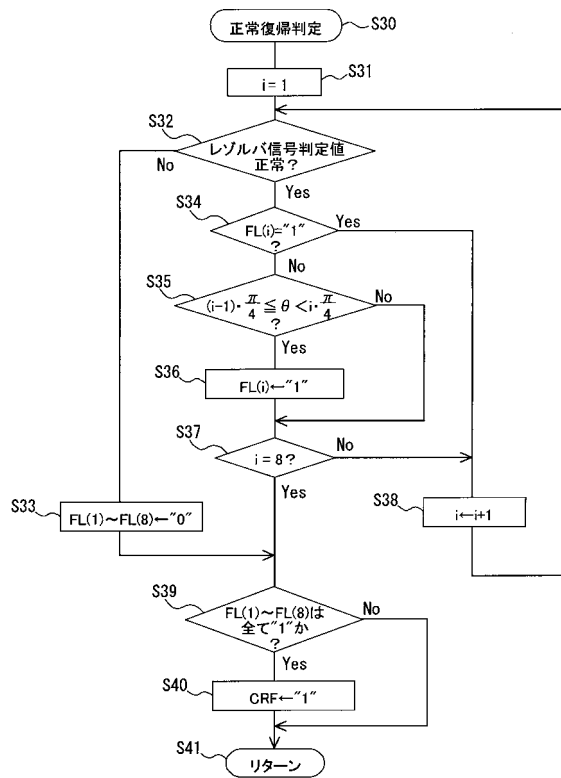 正常復帰判定
S30
i=1
S31
S32
レゾルバ信号判定値
正常?
No
Yes
S34
FL(i)="1"
?
Yes
No
S35
(i-1)・π/4≦θ<i・π/4
?
No
Yes
S36
FL(i)←"1"
S37
i=8?
No
Yes
S33
FL(1)～FL(8)←"0"
S38
i←i+1
S39
FL(1)～FL(8)は
全て"1"か
?
No
Yes
S40
CRF←"1"
S41
リターン